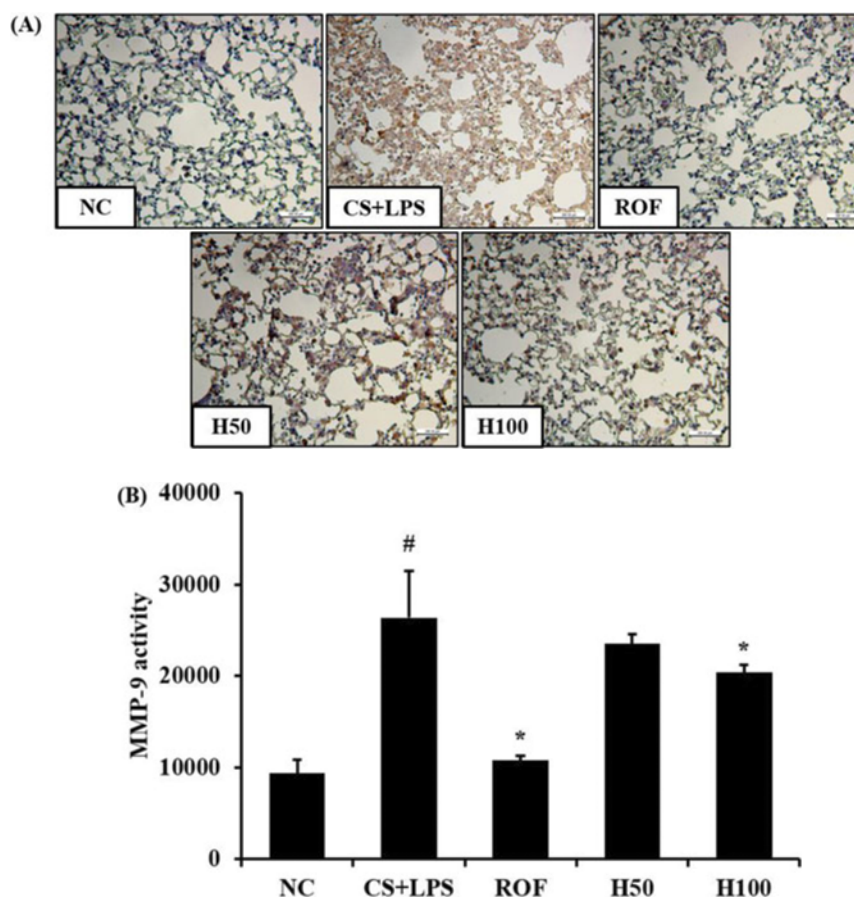 (A)
NC
CS+LPS
ROF
H50
H100
(B)
MMP-9 activity
40000
30000
20000
10000
0
#
*
*
NC CS+LPS ROF H50 H100